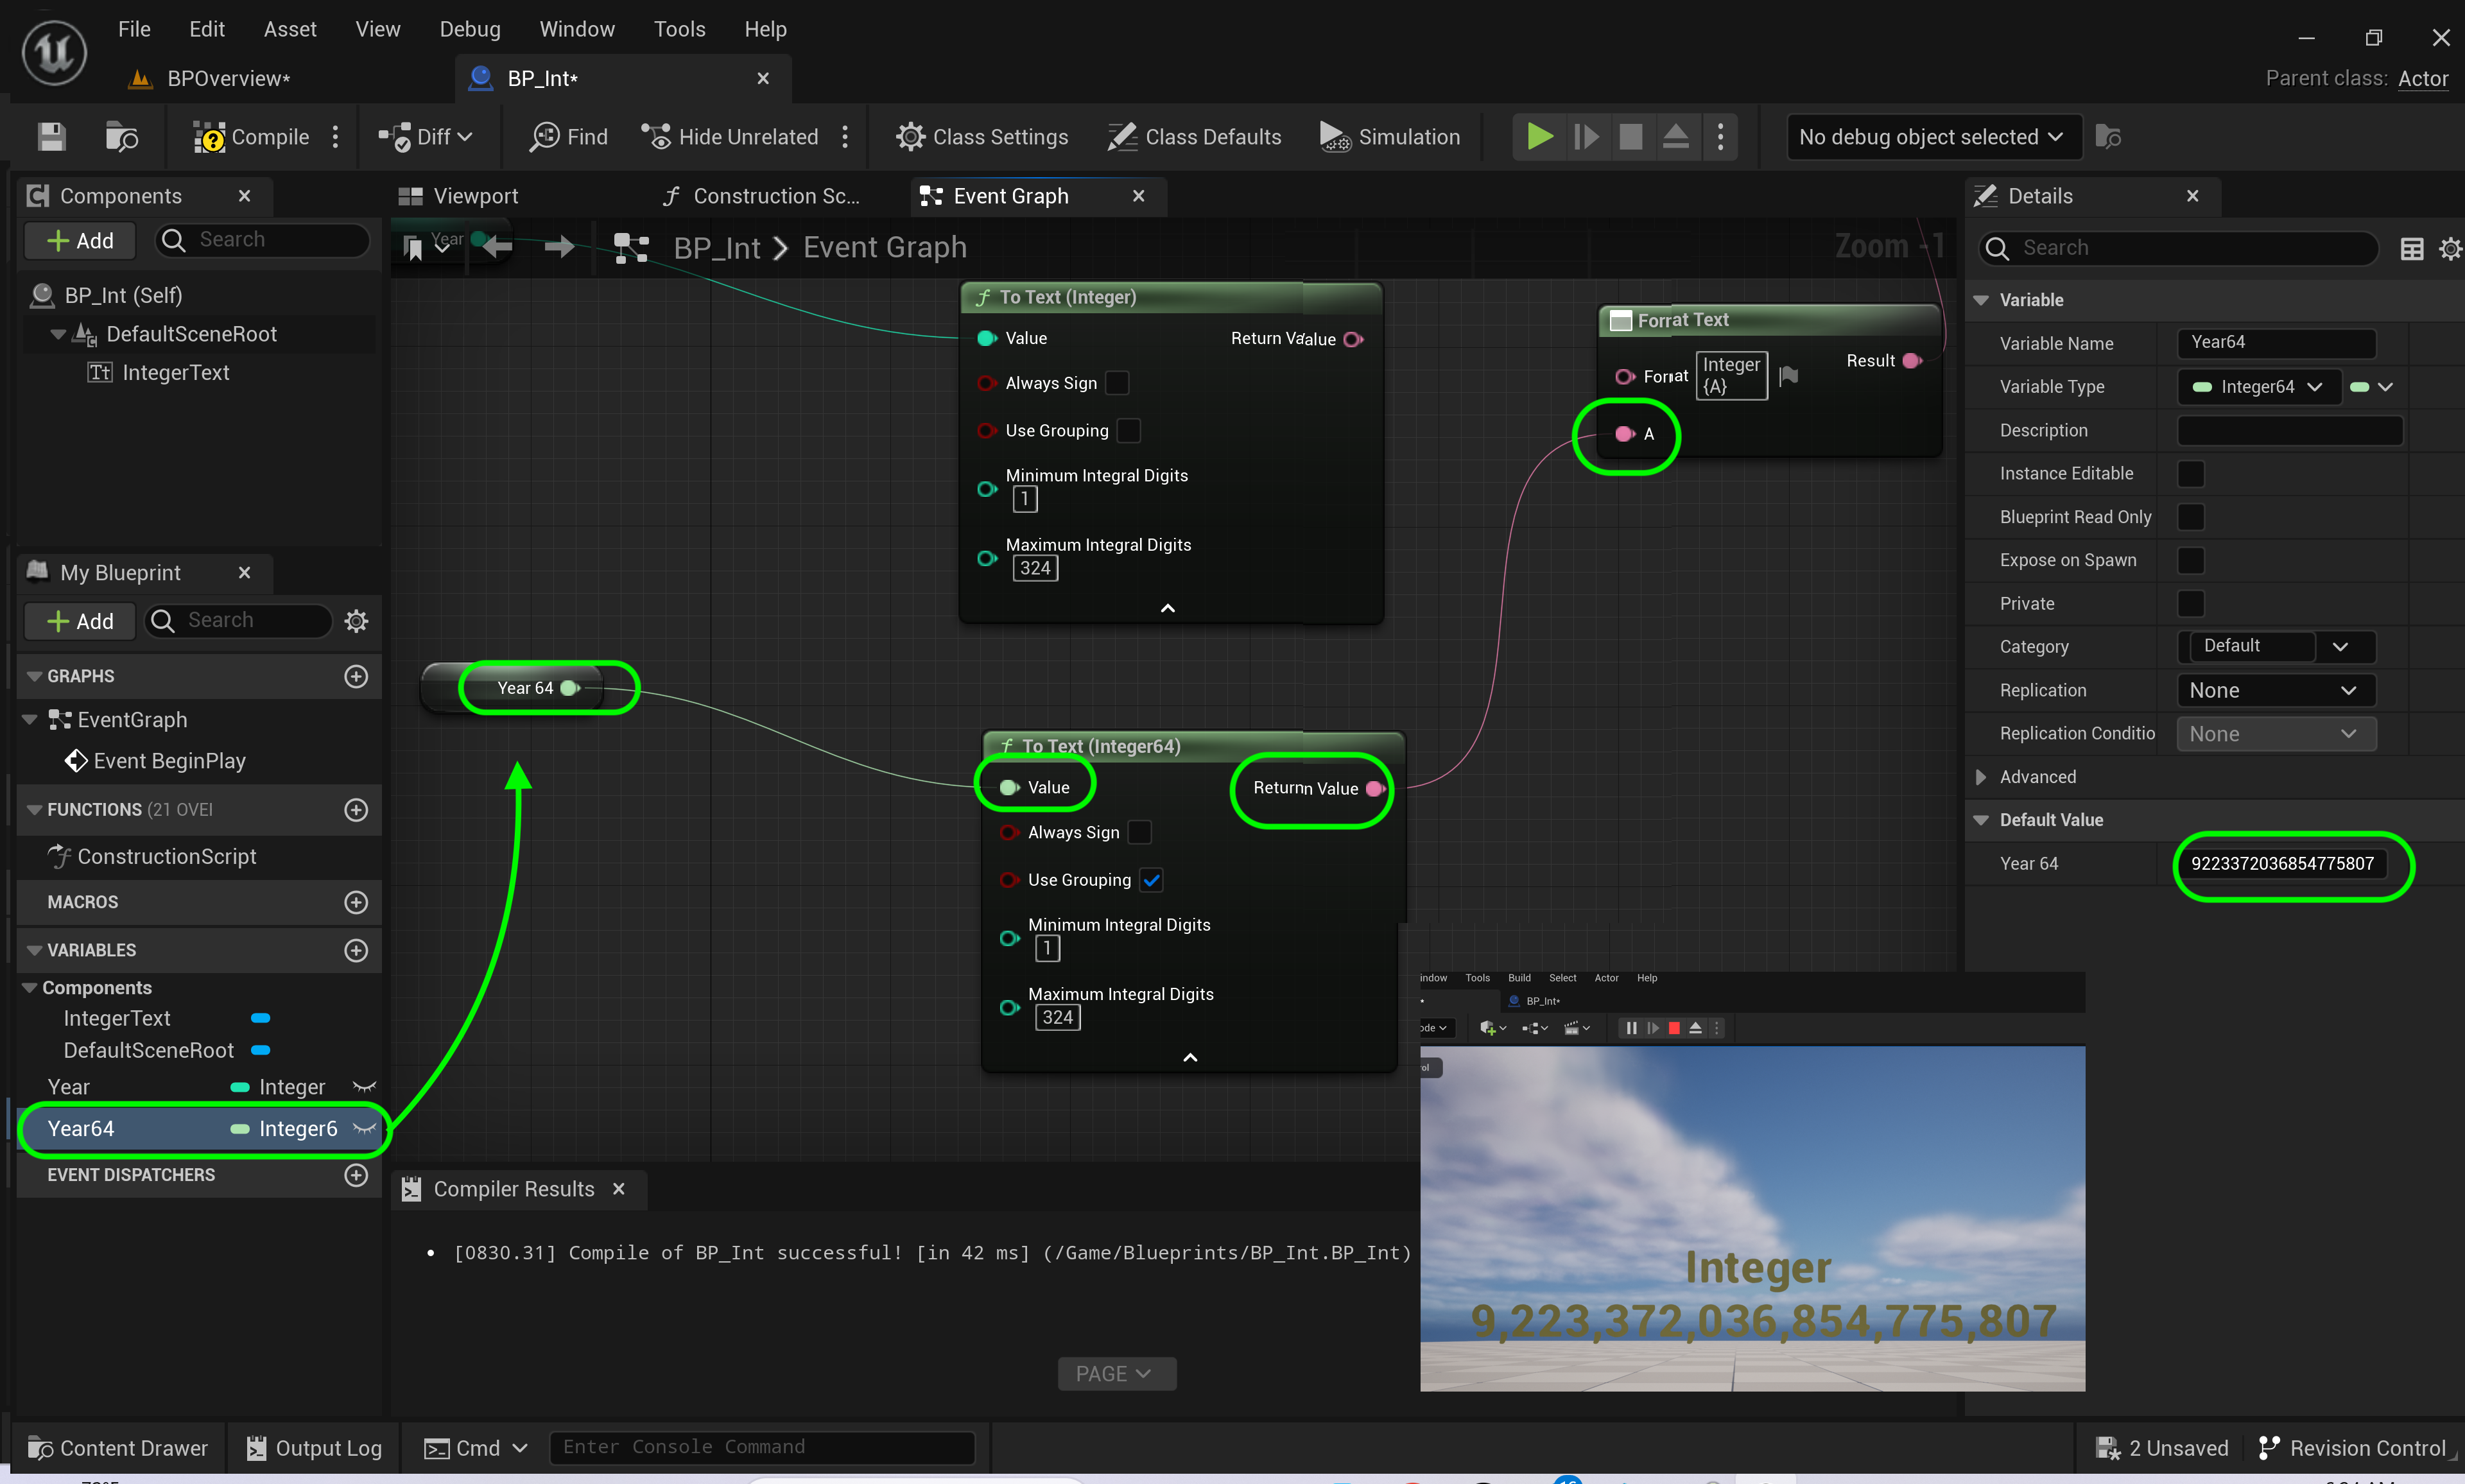 File Edit Asset View Debug Window Tools Help
BPOverview*
BP_Int*
Parent class: Actor
Compile
Diff
Find
Hide Unrelated
Class Settings
Class Defaults
Simulation
No debug object selected
Components
Add
Search
BP_Int (Self)
DefaultSceneRoot
IntegerText
My Blueprint
Add
Search
GRAPHS
EventGraph
Event BeginPlay
FUNCTIONS (21 OVEI
ConstructionScript
MACROS
VARIABLES
Components
IntegerText
DefaultSceneRoot
Year Integer
Year64 Integer6
EVENT DISPATCHERS
Viewport
Construction Sc...
Event Graph
Year
BP_Int > Event Graph
Zoom -1
To Text (Integer)
Value
Return Value
Always Sign
Use Grouping
Minimum Integral Digits
1
Maximum Integral Digits
324
Forrat Text
Forrat
Integer
{A}
Result
A
Year 64
To Text (Integer64)
Value
Returnn Value
Always Sign
Use Grouping
Minimum Integral Digits
1
Maximum Integral Digits
324
Details
Search
Variable
Variable Name Year64
Variable Type Integer64
Description
Instance Editable
Blueprint Read Only
Expose on Spawn
Private
Category Default
Replication None
Replication Conditio None
Advanced
Default Value
Year 64 9223372036854775807
indow Tools Build Select Actor Help
BP_Int*
ode
ol
Integer
9,223,372,036,854,775,807
Compiler Results
[0830.31] Compile of BP_Int successful! [in 42 ms] (/Game/Blueprints/BP_Int.BP_Int)
PAGE
Content Drawer
Output Log
Cmd
Enter Console Command
2 Unsaved
Revision Control